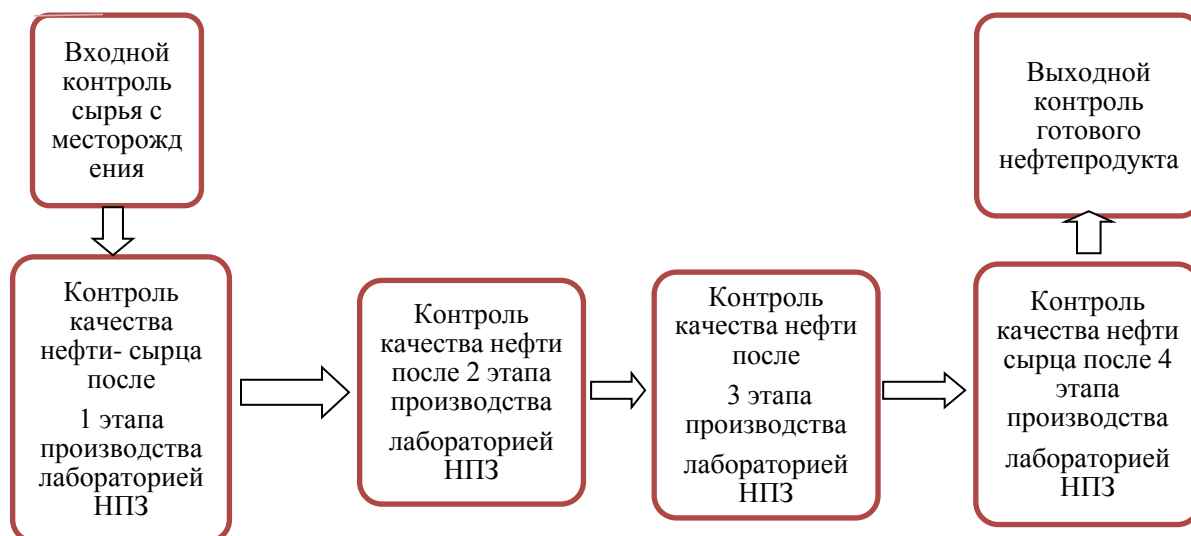 Входной
контроль
сырья с
месторожд
ения
Контроль
качества
нефти- сырца
после
1 этапа
производства
лабораторией
НПЗ
Контроль
качества нефти
после 2 этапа
производства
лабораторией
НПЗ
Контроль
качества нефти
после
3 этапа
производства
лабораторией
НПЗ
Контроль
качества нефти
сырца после 4
этапа
производства
лабораторией
НПЗ
Выходной
контроль
готового
нефтепродукта